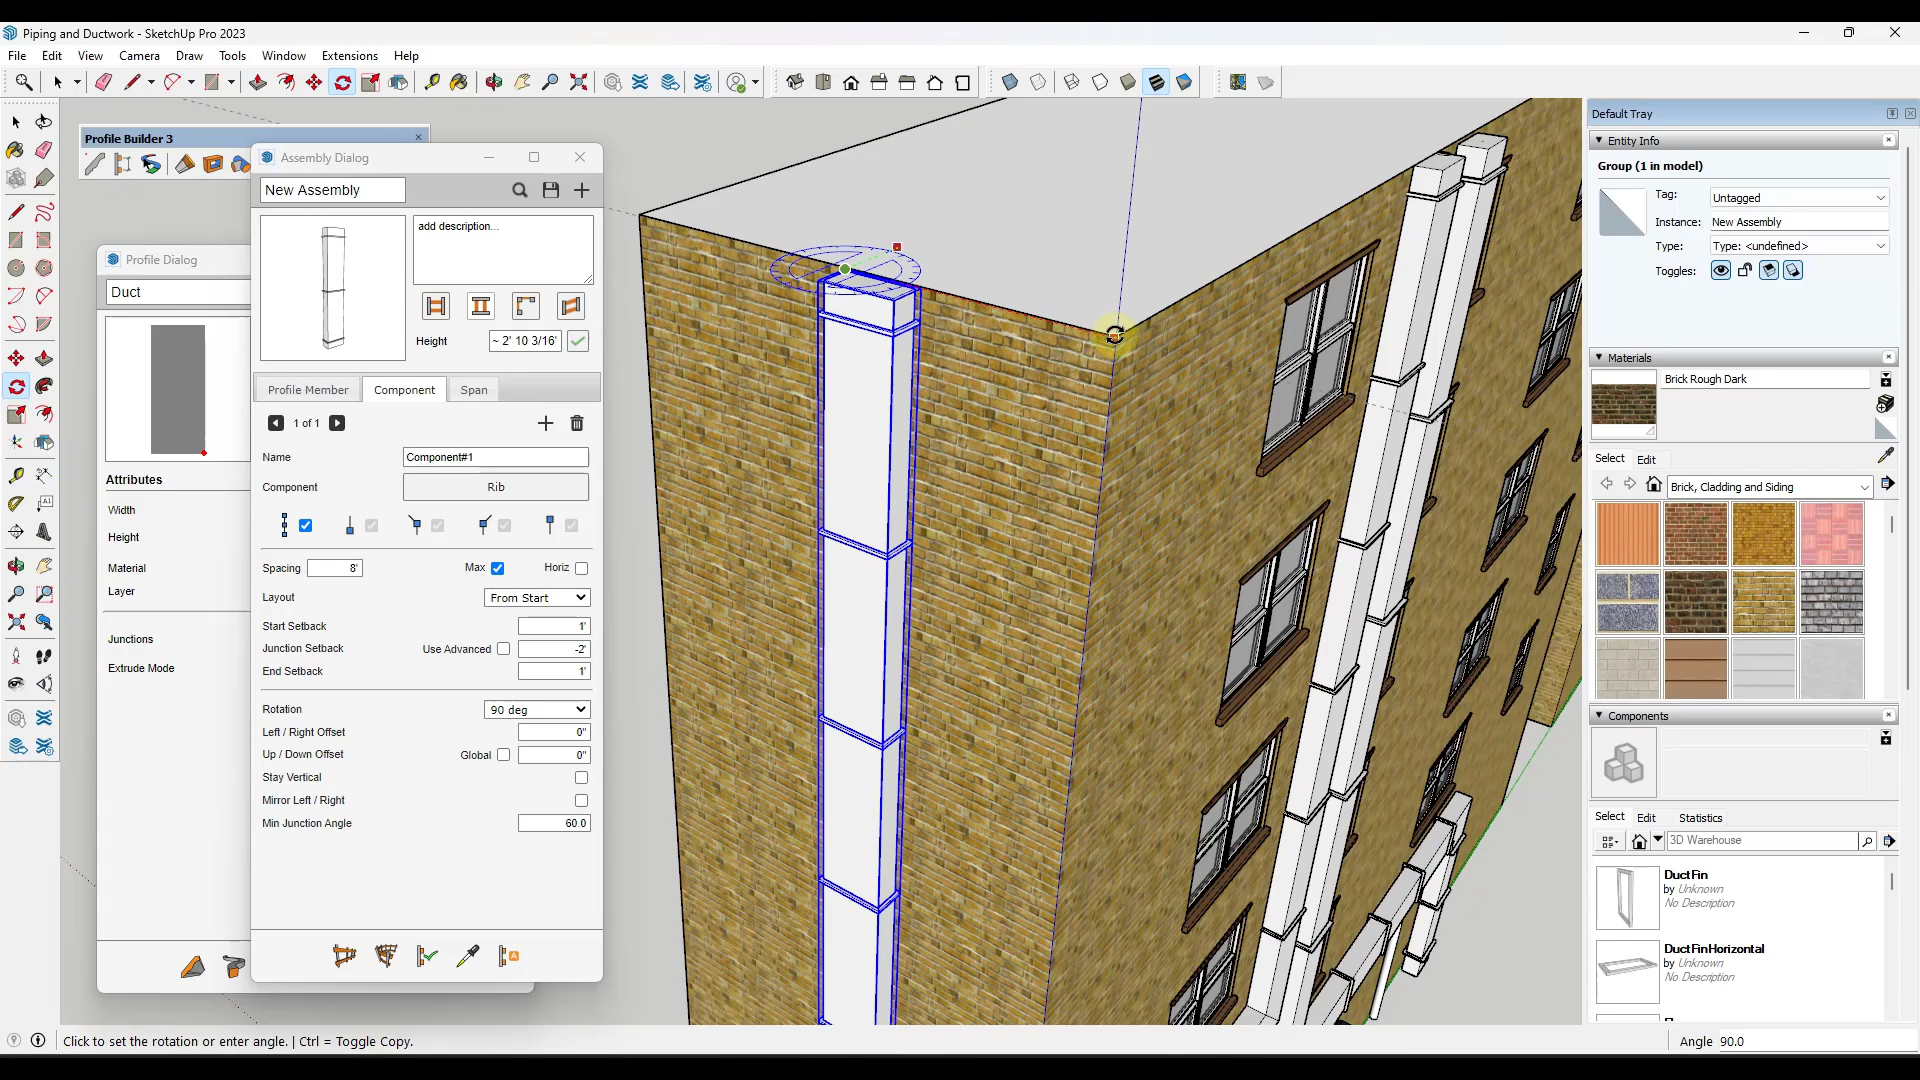 Piping and Ductwork - SketchUp Pro 2023
File Edit View Camera Draw Tools Window Extensions Help
Profile Builder 3
Assembly Dialog
New Assembly
add description...
Height ~ 2' 10 3/16"
Profile Member Component Span
1 of 1
Name Component#1
Component Rib
Spacing 8' Max Horiz
Layout From Start
Start Setback 1'
Junction Setback Use Advanced -2'
End Setback 1'
Rotation 90 deg
Left / Right Offset 0"
Up / Down Offset Global 0"
Stay Vertical
Mirror Left / Right
Min Junction Angle 60.0
Profile Dialog
Duct
Attributes
Width
Height
Material
Layer
Junctions
Extrude Mode
Default Tray
Entity Info
Group (1 in model)
Tag: Untagged
Instance: New Assembly
Type: Type: <undefined>
Toggles:
Materials
Brick Rough Dark
Select Edit
Brick, Cladding and Siding
Components
Select Edit Statistics
3D Warehouse
DuctFin
by Unknown
No Description
DuctFinHorizontal
by Unknown
No Description
Click to set the rotation or enter angle. | Ctrl = Toggle Copy.
Angle 90.0